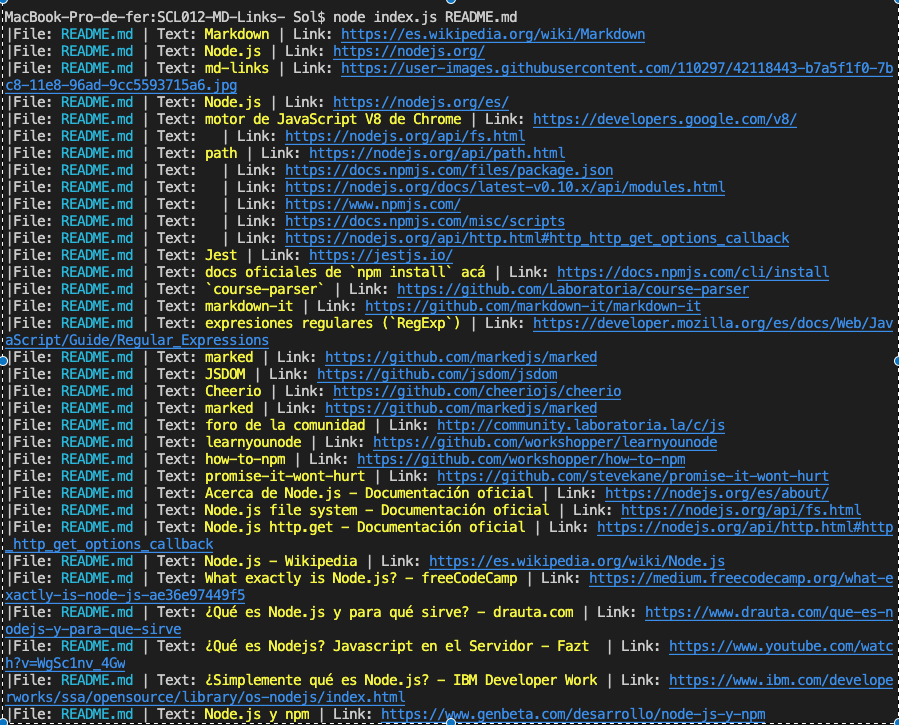 MacBook-Pro-de-fer:SCL012-MD-Links- Sol$ node index.js README.md
|File: README.md | Text: Markdown | Link: https://es.wikipedia.org/wiki/Markdown
|File: README.md | Text: Node.js | Link: https://nodejs.org/
|File: README.md | Text: md-links | Link: https://user-images.githubusercontent.com/110297/42118443-b7a5f1f0-7b
c8-11e8-96ad-9cc5593715a6.jpg
|File: README.md | Text: Node.js | Link: https://nodejs.org/es/
|File: README.md | Text: motor de JavaScript V8 de Chrome | Link: https://developers.google.com/v8/
|File: README.md | Text:   | Link: https://nodejs.org/api/fs.html
|File: README.md | Text: path | Link: https://nodejs.org/api/path.html
|File: README.md | Text:   | Link: https://docs.npmjs.com/files/package.json
|File: README.md | Text:   | Link: https://nodejs.org/docs/latest-v0.10.x/api/modules.html
|File: README.md | Text:   | Link: https://www.npmjs.com/
|File: README.md | Text:   | Link: https://docs.npmjs.com/misc/scripts
|File: README.md | Text:   | Link: https://nodejs.org/api/http.html#http_http_get_options_callback
|File: README.md | Text: Jest | Link: https://jestjs.io/
|File: README.md | Text: docs oficiales de `npm install` acá | Link: https://docs.npmjs.com/cli/install
|File: README.md | Text: `course-parser` | Link: https://github.com/Laboratoria/course-parser
|File: README.md | Text: markdown-it | Link: https://github.com/markdown-it/markdown-it
|File: README.md | Text: expresiones regulares (`RegExp`) | Link: https://developer.mozilla.org/es/docs/Web/Jav
aScript/Guide/Regular_Expressions
|File: README.md | Text: marked | Link: https://github.com/markedjs/marked
|File: README.md | Text: JSDOM | Link: https://github.com/jsdom/jsdom
|File: README.md | Text: Cheerio | Link: https://github.com/cheeriojs/cheerio
|File: README.md | Text: marked | Link: https://github.com/markedjs/marked
|File: README.md | Text: foro de la comunidad | Link: http://community.laboratoria.la/c/js
|File: README.md | Text: learnyounode | Link: https://github.com/workshopper/learnyounode
|File: README.md | Text: how-to-npm | Link: https://github.com/workshopper/how-to-npm
|File: README.md | Text: promise-it-wont-hurt | Link: https://github.com/stevekane/promise-it-wont-hurt
|File: README.md | Text: Acerca de Node.js - Documentación oficial | Link: https://nodejs.org/es/about/
|File: README.md | Text: Node.js file system - Documentación oficial | Link: https://nodejs.org/api/fs.html
|File: README.md | Text: Node.js http.get - Documentación oficial | Link: https://nodejs.org/api/http.html#http
_http_get_options_callback
|File: README.md | Text: Node.js - Wikipedia | Link: https://es.wikipedia.org/wiki/Node.js
|File: README.md | Text: What exactly is Node.js? - freeCodeCamp | Link: https://medium.freecodecamp.org/what-e
xactly-is-node-js-ae36e97449f5
|File: README.md | Text: ¿Qué es Node.js y para qué sirve? - drauta.com | Link: https://www.drauta.com/que-es-n
odejs-y-para-que-sirve
|File: README.md | Text: ¿Qué es Nodejs? Javascript en el Servidor - Fazt  | Link: https://www.youtube.com/watc
h?v=WgSc1nv_4Gw
|File: README.md | Text: ¿Simplemente qué es Node.js? - IBM Developer Work | Link: https://www.ibm.com/develope
rworks/ssa/opensource/library/os-nodejs/index.html
|File: README.md | Text: Node.js y npm | Link: https://www.genbeta.com/desarrollo/node-js-y-npm